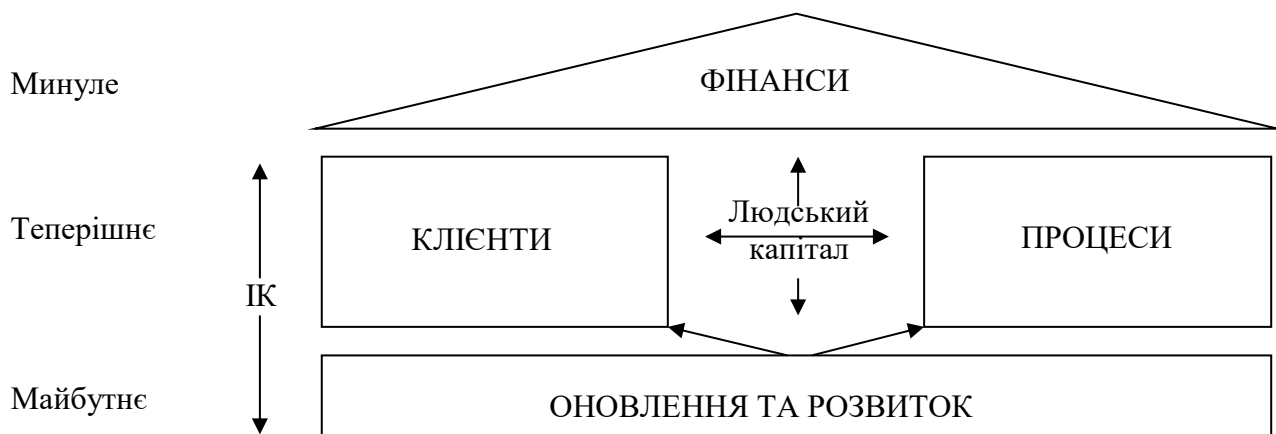 Минуле
ФІНАНСИ
Теперішнє
КЛІЄНТИ
Людський
капітал
ПРОЦЕСИ
ІК
Майбутнє
ОНОВЛЕННЯ ТА РОЗВИТОК